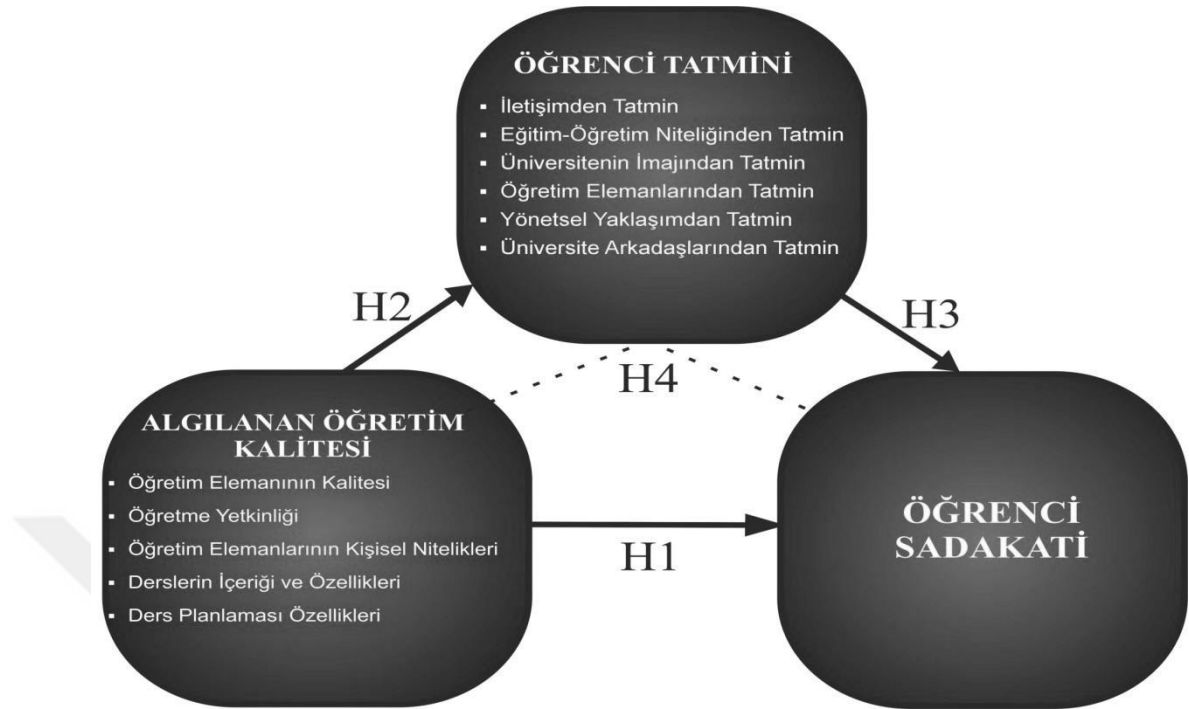 ÖĞRENCİ TATMİNİ
▪ İletişimden Tatmin
▪ Eğitim-Öğretim Niteliğinden Tatmin
▪ Üniversitenin İmajından Tatmin
▪ Öğretim Elemanlarından Tatmin
▪ Yönetsel Yaklaşımdan Tatmin
▪ Üniversite Arkadaşlarından Tatmin
H2
H3
H4
ALGILANAN ÖĞRETİM
KALİTESİ
▪ Öğretim Elemanının Kalitesi
▪ Öğretme Yetkinliği
▪ Öğretim Elemanlarının Kişisel Nitelikleri
▪ Derslerin İçeriği ve Özellikleri
▪ Ders Planlaması Özellikleri
H1
ÖĞRENCİ
SADAKATİ